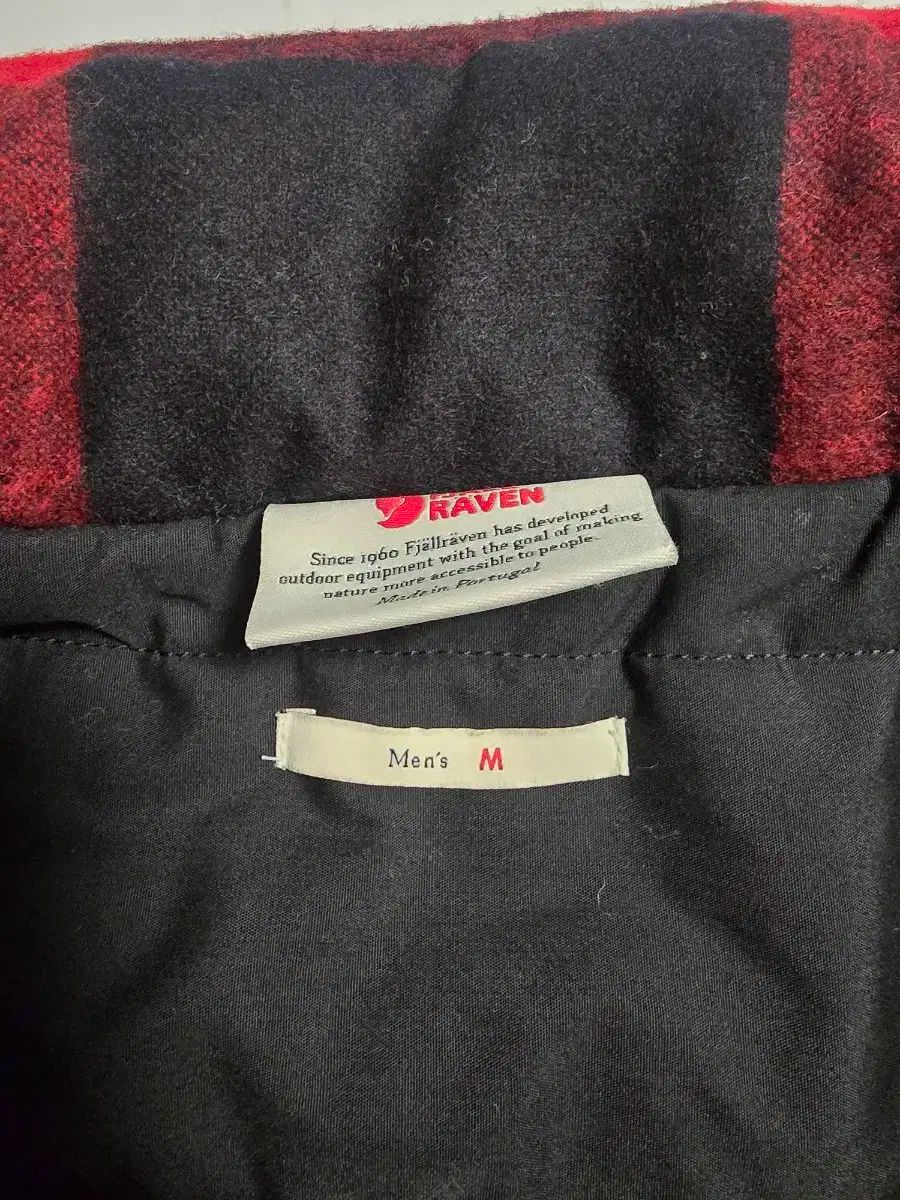 RAVEN
Since 1960 Fjällräven has developed
outdoor equipment with the goal of making
nature more accessible to people.
Made in Portugal
Men's M